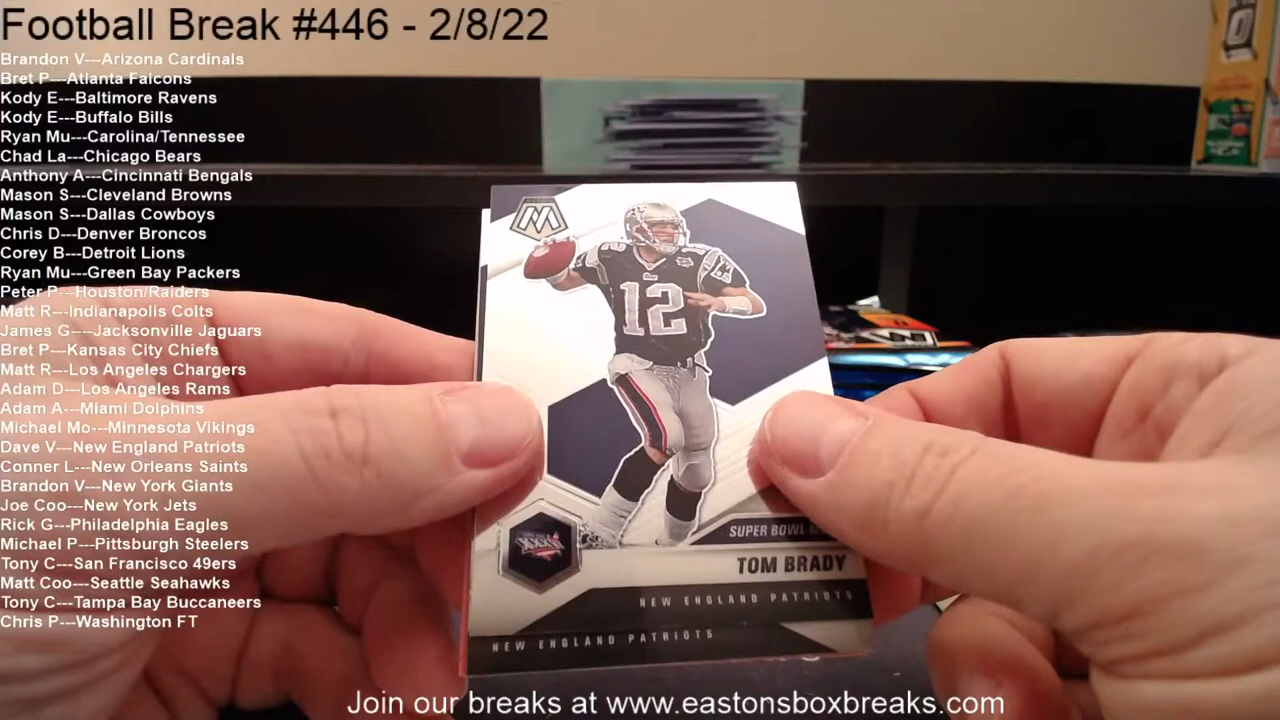 Football Break #446 - 2/8/22
Brandon V---Arizona Cardinals
Bret P---Atlanta Falcons
Kody E---Baltimore Ravens
Kody E---Buffalo Bills
Ryan Mu---Carolina/Tennessee
Chad La---Chicago Bears
Anthony A---Cincinnati Bengals
Mason S---Cleveland Browns
Mason S---Dallas Cowboys
Chris D---Denver Broncos
Corey B---Detroit Lions
Ryan Mu---Green Bay Packers
Peter P---Houston/Raiders
Matt R---Indianapolis Colts
James G----Jacksonville Jaguars
Bret P---Kansas City Chiefs
Matt R---Los Angeles Chargers
Adam D---Los Angeles Rams
Adam A---Miami Dolphins
Michael Mo---Minnesota Vikings
Dave V---New England Patriots
Conner L---New Orleans Saints
Brandon V---New York Giants
Joe Coo---New York Jets
Rick G---Philadelphia Eagles
Michael P---Pittsburgh Steelers
Tony C---San Francisco 49ers
Matt Coo---Seattle Seahawks
Tony C---Tampa Bay Buccaneers
Chris P---Washington FT
M
12
12
XXXIX
SUPER BOWL
TOM BRADY
NEW ENGLAND PATRIOTS
NEW ENGLAND PATRIOTS
Join our breaks at www.eastonsboxbreaks.com